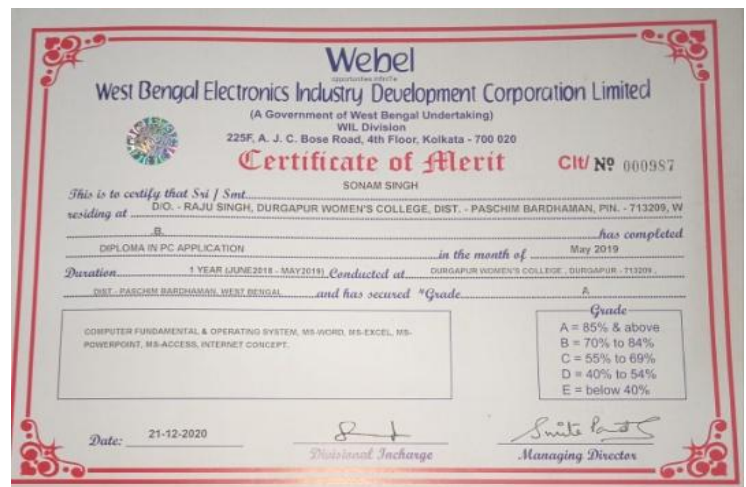 Webel
opportunities infiniTe
West Bengal Electronics Industry Development Corporation Limited
(A Government of West Bengal Undertaking)
WIL Division
225F, A. J. C. Bose Road, 4th Floor, Kolkata - 700 020
Certificate of Merit Clt/ Nº 000987
This is to certify that Sri / Smt. SONAM SINGH
residing at D/O. - RAJU SINGH, DURGAPUR WOMEN'S COLLEGE, DIST. - PASCHIM BARDHAMAN, PIN. - 713209, W
.B. has completed
DIPLOMA IN PC APPLICATION in the month of May 2019
Duration 1 YEAR (JUNE2018 - MAY2019) Conducted at DURGAPUR WOMEN'S COLLEGE , DURGAPUR - 713209 ,
DIST - PASCHIM BARDHAMAN, WEST BENGAL and has secured *Grade A
COMPUTER FUNDAMENTAL & OPERATING SYSTEM, MS-WORD, MS-EXCEL, MS-
POWERPOINT, MS-ACCESS, INTERNET CONCEPT.
Grade
A = 85% & above
B = 70% to 84%
C = 55% to 69%
D = 40% to 54%
E = below 40%
Date: 21-12-2020
Divisional Incharge
Managing Director